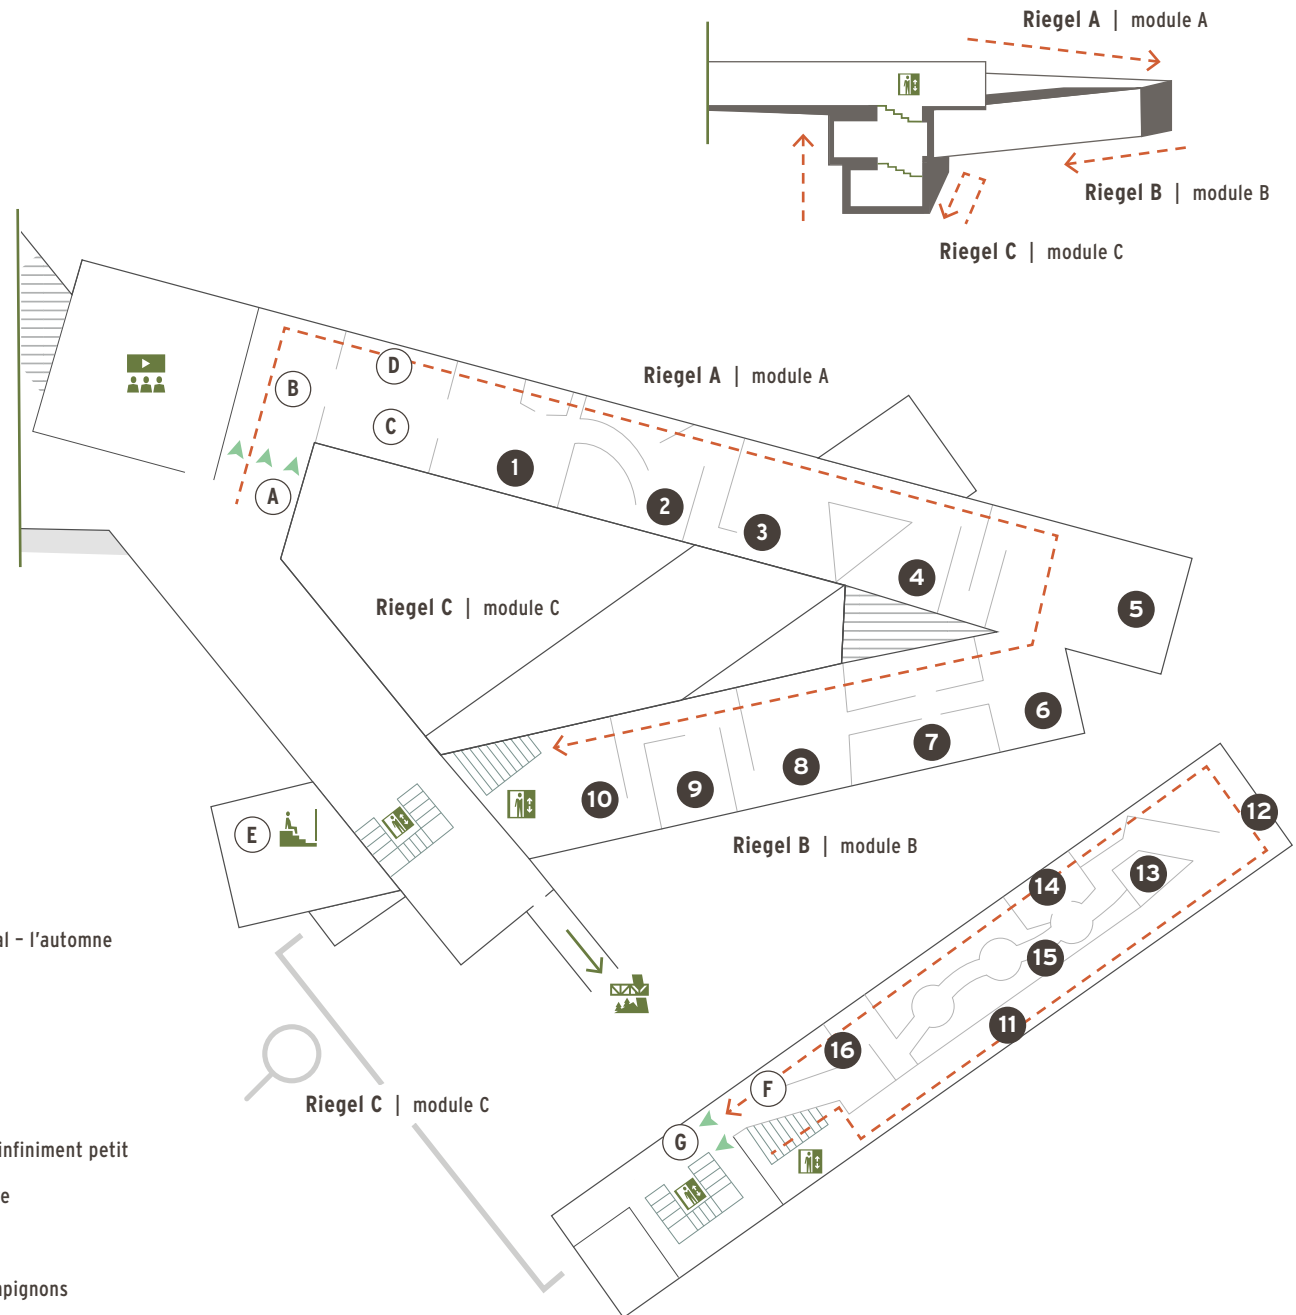 Riegel A | module A
Riegel B | module B
Riegel C | module C
D
Riegel A | module A
B
C
1
A
2
3
4
Riegel C | module C
5
6
7
8
9
10
E
Riegel B | module B
12
13
14
al – l'automne
15
11
16
F
Riegel C | module C
G
infiniment petit
e
pignons